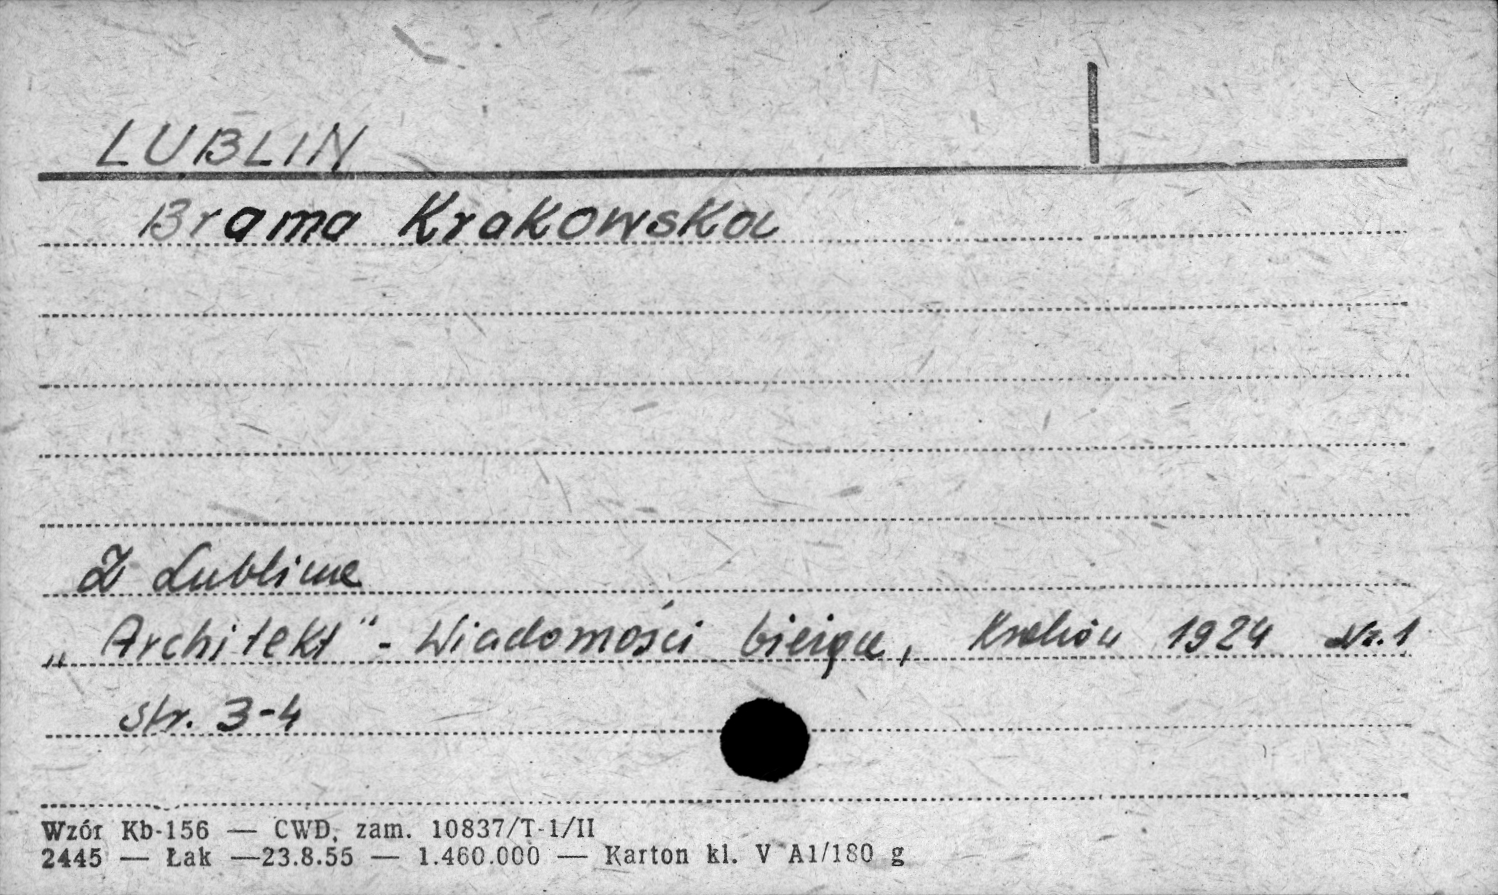 LUBLIN
Brama Krakowska
Z Lublina
„Architekt" - Wiadomości bieżące, Kraków 1924 Nr. 1
str. 3-4
Wzór Kb-156 — CWD, zam. 10837/T-1/II
2445 — Łak —23.8.55 — 1.460.000 — Karton kl. V A1/180 g